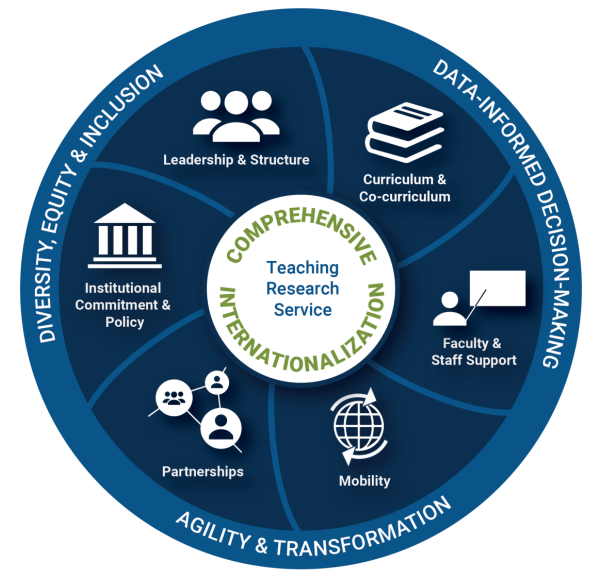 DIVERSITY, EQUITY & INCLUSION
DATA-INFORMED DECISION-MAKING
Leadership & Structure
Curriculum &
Co-curriculum
Institutional
Commitment &
Policy
COMPREHENSIVE
Teaching
Research
Service
INTERNATIONALIZATION
Faculty &
Staff Support
Partnerships
Mobility
AGILITY & TRANSFORMATION